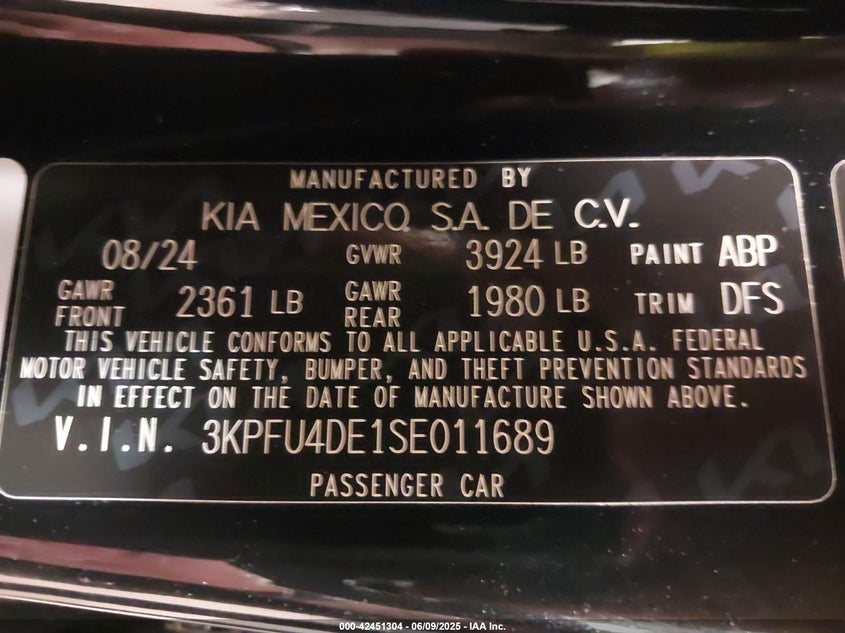 MANUFACTURED BY
KIA MEXICO S.A. DE C.V.
08/24 GVWR 3924 LB PAINT ABP
GAWR FRONT 2361 LB GAWR REAR 1980 LB TRIM DFS
THIS VEHICLE CONFORMS TO ALL APPLICABLE U.S.A. FEDERAL
MOTOR VEHICLE SAFETY, BUMPER, AND THEFT PREVENTION STANDARDS
IN EFFECT ON THE DATE OF MANUFACTURE SHOWN ABOVE.
V.I.N. 3KPFU4DE1SE011689
PASSENGER CAR
000-42451304 | 06/09/2025 - IAA Inc.